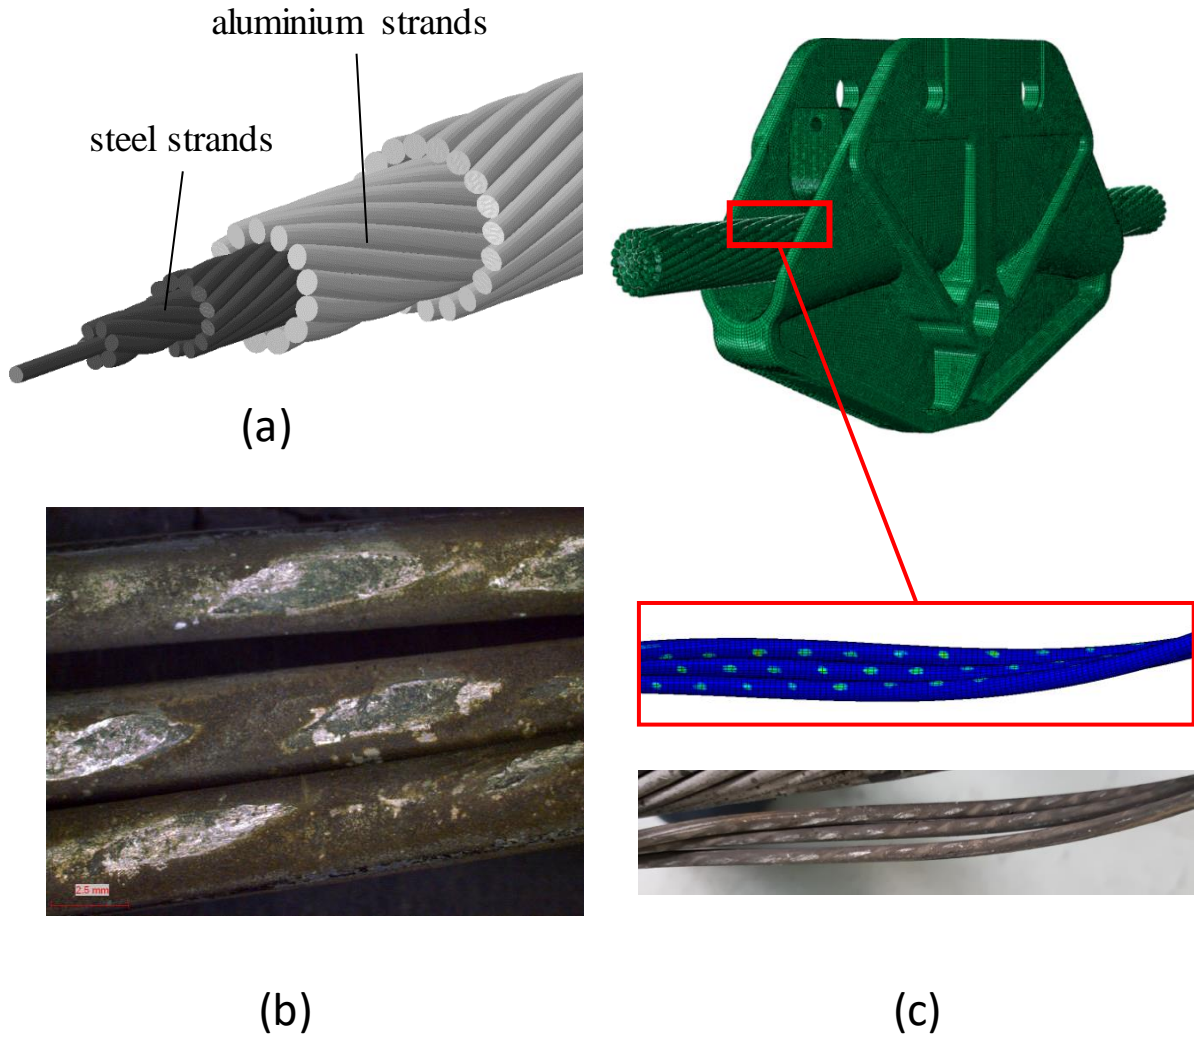 aluminium strands
steel strands
(a)
2.5 mm
(b)
(c)